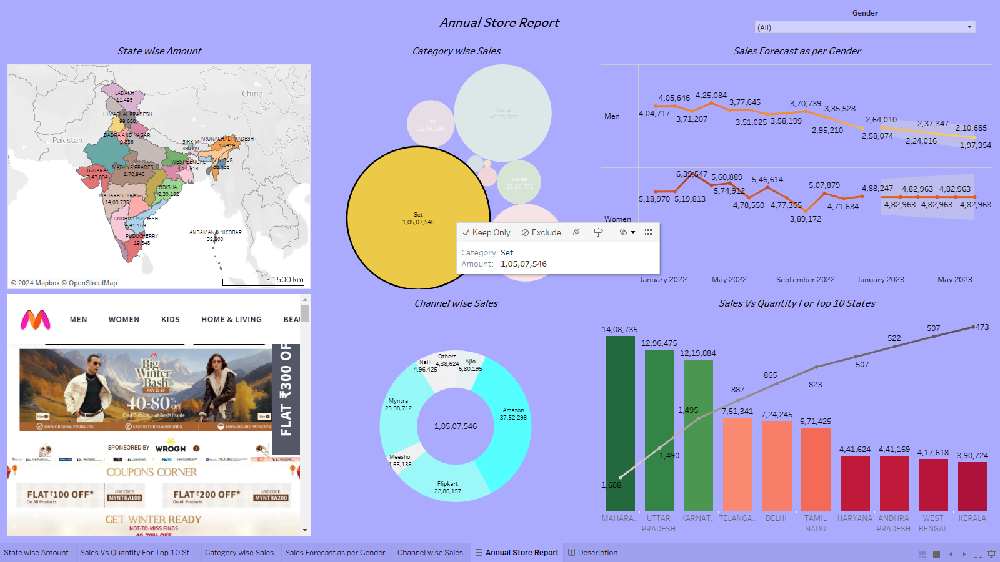 Annual Store Report
Gender
(All)
State wise Amount
China
Pakistan
LADAKH
11,495
HIMACHAL PRADESH
99,660
DADRA AND NAGAR
9,856
SIKKIM
38,049
ARUNACHAL PRADESH
WEST BENGAL
4,17,618
MANIPUR
GUJARAT
3,47,834
MADHYA PRADESH
1,70,946
ODISHA
2,30,102
MAHARASHTRA
14,08,735
ANDHRA PRADESH
4,41,169
PUDUCHERRY
19,348
ANDAMAN & NICOBAR
© 2024 Mapbox © OpenStreetMap
~1500 km
Category wise Sales
kurta
49,59,377
Top
11,86,199
Saree
10,10,471
Set
1,05,07,546
Keep Only
Exclude
Category: Set
Amount: 1,05,07,546
Sales Forecast as per Gender
Men
4,04,717
4,05,646
3,71,207
4,25,084
3,77,645
3,51,025
3,58,199
3,70,739
3,35,528
2,95,210
2,58,074
2,64,010
2,37,347
2,24,016
2,10,685
1,97,354
Women
5,18,970
5,19,813
6,39,547
5,60,889
5,74,912
4,78,550
5,46,614
4,77,365
3,89,172
5,07,879
4,71,634
4,88,247
4,82,963
4,82,963
4,82,963
4,82,963
4,82,963
January 2022
May 2022
September 2022
January 2023
May 2023
MEN
WOMEN
KIDS
HOME & LIVING
BEAU
Big
Winter
Bash
NOV 15-20
40-80% Off
Cold Outside, Hot Deals Inside
Him
Her
100% ORIGINAL PRODUCTS
EASY RETURNS & REFUNDS
100% SECURE PAYMENTS
FLAT ₹300 OF
SPONSORED BY
WROGN
COUPONS CORNER
FLAT ₹100 OFF*
On All Products
USE CODE:
MYNTRA100
FLAT ₹200 OFF*
On All Products
USE CODE:
MYNTRA200
GET WINTER READY
NOT-TO-MISS FINDS
40-70% OFF
Channel wise Sales
Others
4,38,624
Ajio
6,80,195
Nalli
4,96,425
Myntra
23,98,712
Amazon
37,52,298
1,05,07,546
Meesho
4,55,135
Flipkart
22,86,157
Sales Vs Quantity For Top 10 States
14,08,735
12,96,475
12,19,884
7,51,341
7,24,245
6,71,425
4,41,624
4,41,169
4,17,618
3,90,724
1,688
1,490
1,495
887
865
823
507
522
507
473
MAHARA..
UTTAR
PRADESH
KARNAT..
TELANGA..
DELHI
TAMIL
NADU
HARYANA
ANDHRA
PRADESH
WEST
BENGAL
KERALA
State wise Amount
Sales Vs Quantity For Top 10 St...
Category wise Sales
Sales Forecast as per Gender
Channel wise Sales
Annual Store Report
Description